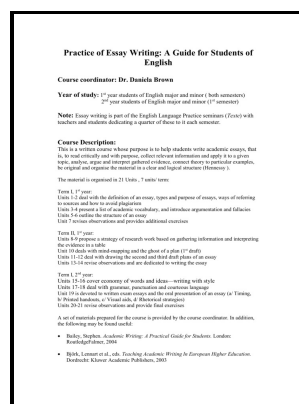 Practice of Essay Writing: A Guide for Students of
English
Course coordinator: Dr. Daniela Brown
Year of study: 1st year students of English major and minor ( both semesters)
2nd year students of English major and minor (1st semester)
Note: Essay writing is part of the English Language Practice seminars (Texte) with
teachers and students dedicating a quarter of these to it each semester.
Course Description:
This is a written course whose purpose is to help students write academic essays, that
is, to read critically and with purpose, collect relevant information and apply it to a given
topic, analyse, argue and interpret gathered evidence, connect theory to particular examples,
be original and organise the material in a clear and logical structure (Hennessy ).
The material is organised in 21 Units , 7 units/ term:
Term I, 1st year:
Units 1-2 deal with the definition of an essay, types and purpose of essays, ways of referring
to sources and how to avoid plagiarism
Units 3-4 present a list of academic vocabulary, and introduce argumentation and fallacies
Units 5-6 outline the structure of an essay
Unit 7 revises observations and provides additional exercises
Term II, 1st year:
Units 8-9 propose a strategy of research work based on gathering information and interpreting
the evidence in a table
Unit 10 deals with mind-mapping and the ghost of a plan (1st draft)
Units 11-12 deal with drawing the second and third draft plans of an essay
Units 13-14 revise observations and are dedicated to writing the essay
Term I, 2nd year:
Units 15-16 cover economy of words and ideas—writing with style
Units 17-18 deal with grammar, punctuation and courteous language
Unit 19 is devoted to written exam essays and the oral presentation of an essay (a/ Timing,
b/ Printed handouts, c/ Visual aids, d/ Rhetorical strategies)
Units 20-21 revise observations and provide final exercises
A set of materials prepared for the course is provided by the course coordinator. In addition,
the following may be found useful:
• Bailey, Stephen. Academic Writing: A Practical Guide for Students. London:
RoutledgeFalmer, 2004
• Björk, Lennart et al., eds. Teaching Academic Writing In European Higher Education.
Dordrecht: Kluwer Academic Publishers, 2003